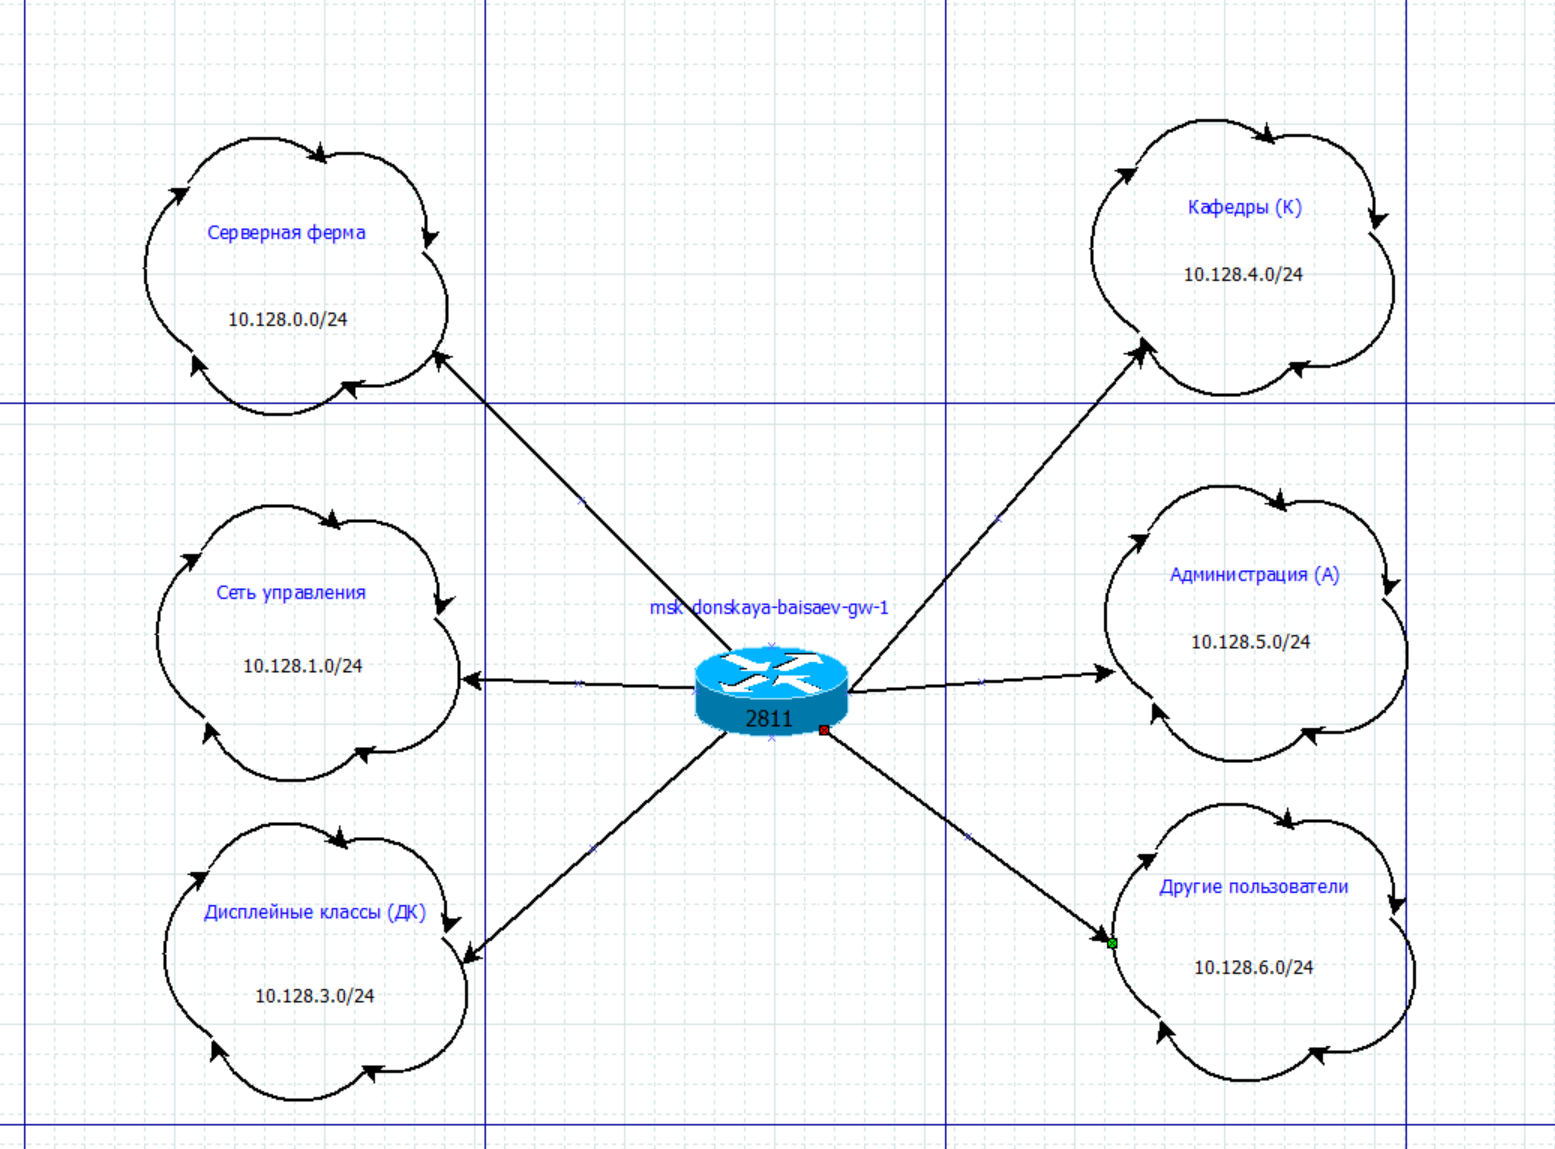 Серверная ферма
10.128.0.0/24
Кафедры (К)
10.128.4.0/24
Сеть управления
10.128.1.0/24
msk-donskaya-baisaev-gw-1
2811
Администрация (А)
10.128.5.0/24
Дисплейные классы (ДК)
10.128.3.0/24
Другие пользователи
10.128.6.0/24